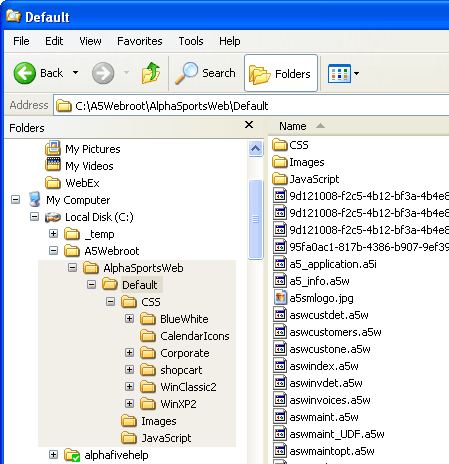 Default
File Edit View Favorites Tools Help
Back Search Folders
Address C:\A5Webroot\AlphaSportsWeb\Default
Folders
My Pictures
My Videos
WebEx
My Computer
Local Disk (C:)
_temp
A5Webroot
AlphaSportsWeb
Default
CSS
BlueWhite
CalendarIcons
Corporate
shopcart
WinClassic2
WinXP2
Images
JavaScript
alphafivehelp
Name
CSS
Images
JavaScript
9d121008-f2c5-4b12-bf3a-4b4e8
9d121008-f2c5-4b12-bf3a-4b4e8
9d121008-f2c5-4b12-bf3a-4b4e8
95fa0ac1-817b-4386-b907-9ef39
a5_application.a5i
a5_info.a5w
a5smlogo.jpg
aswcustdet.a5w
aswcustomers.a5w
aswcustone.a5w
aswindex.a5w
aswinvdet.a5w
aswinvoices.a5w
aswmaint.a5w
aswmaint_UDF.a5w
aswmaintopt.a5w